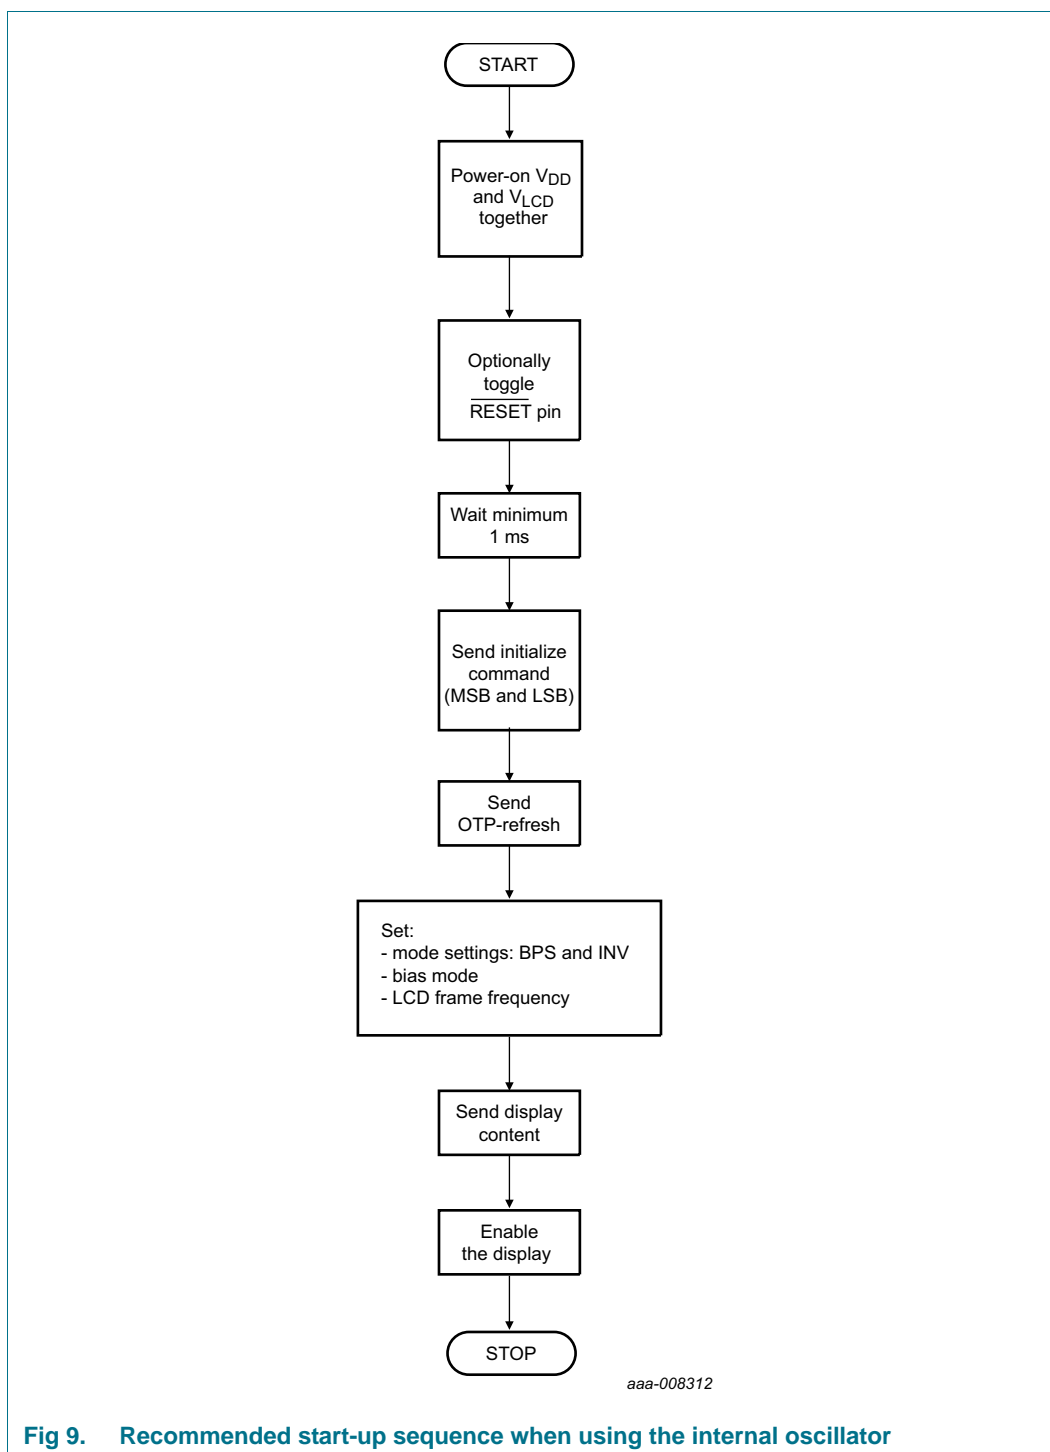 START
Power-on VDD
and VLCD
together
Optionally
toggle
RESET pin
Wait minimum
1 ms
Send initialize
command
(MSB and LSB)
Send
OTP-refresh
Set:
- mode settings: BPS and INV
- bias mode
- LCD frame frequency
Send display
content
Enable
the display
STOP
aaa-008312
Fig 9. Recommended start-up sequence when using the internal oscillator